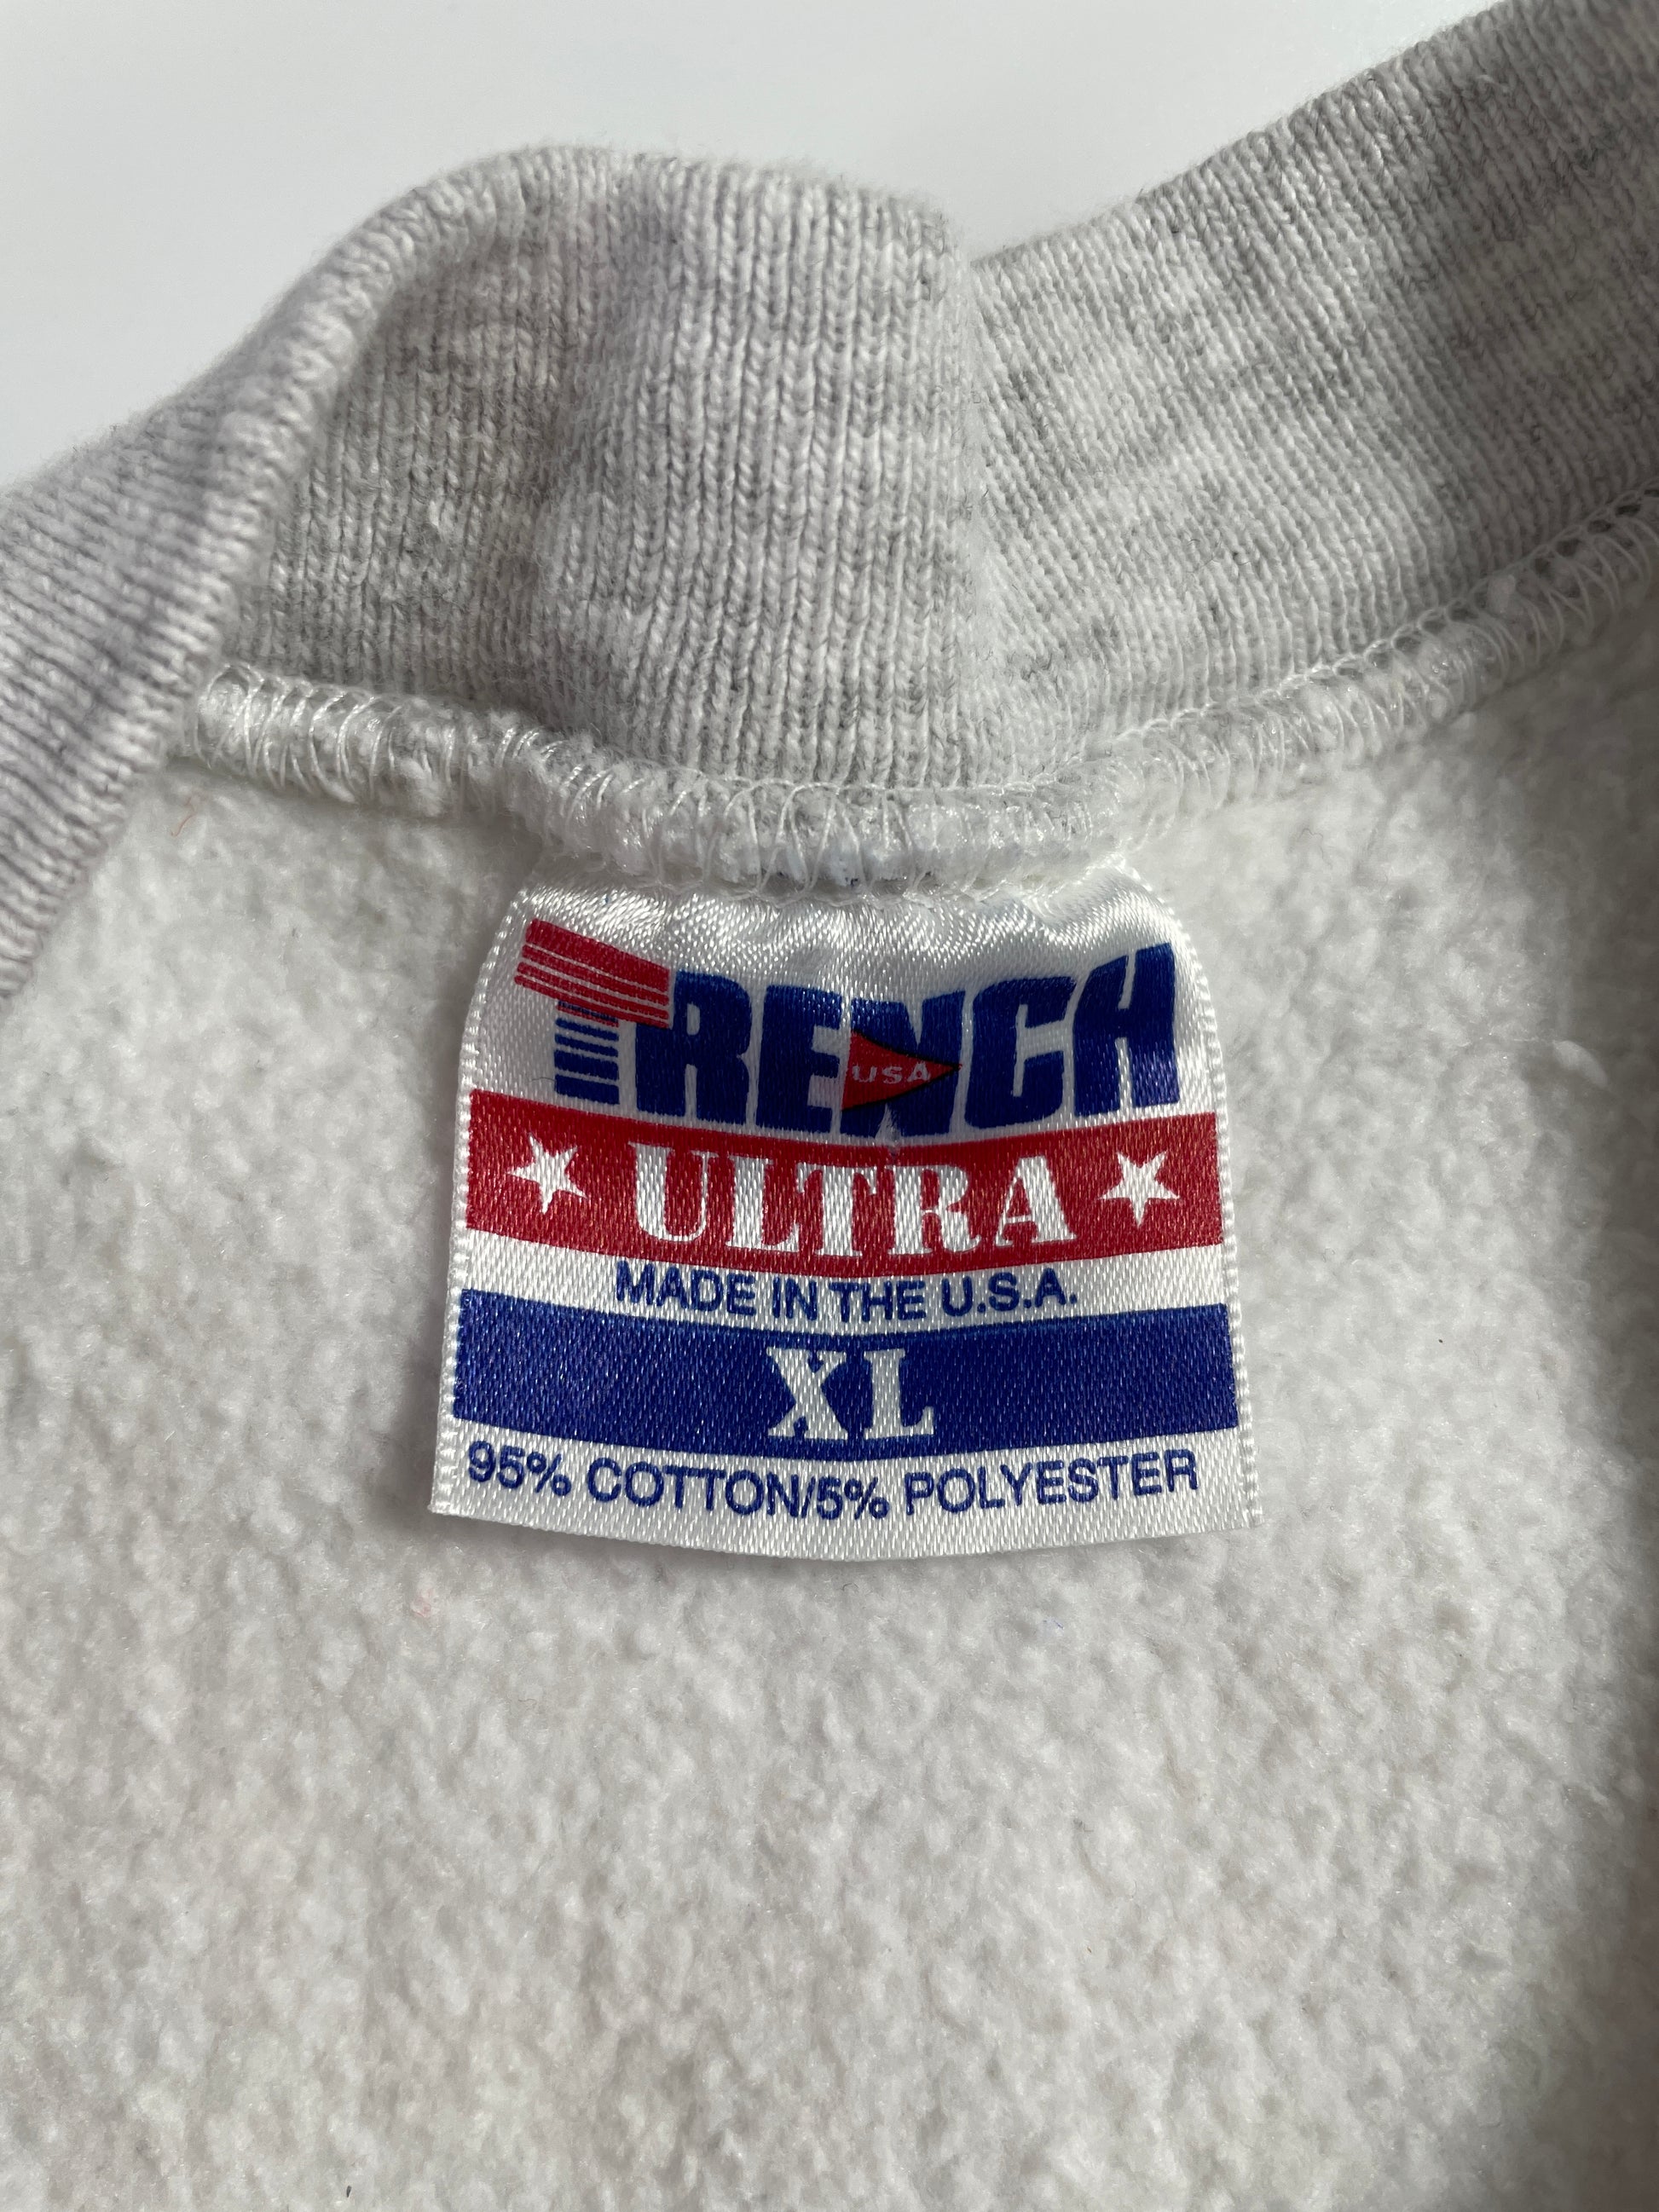 TRENCH
USA
ULTRA
MADE IN THE U.S.A.
XL
95% COTTON/5% POLYESTER